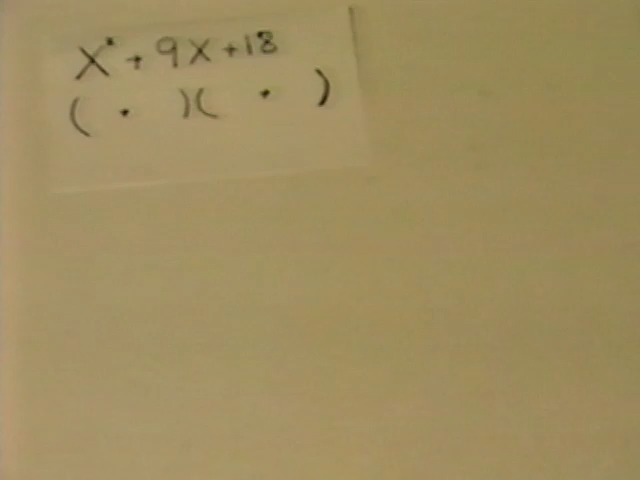 x² + 9x + 18
( · )( · )